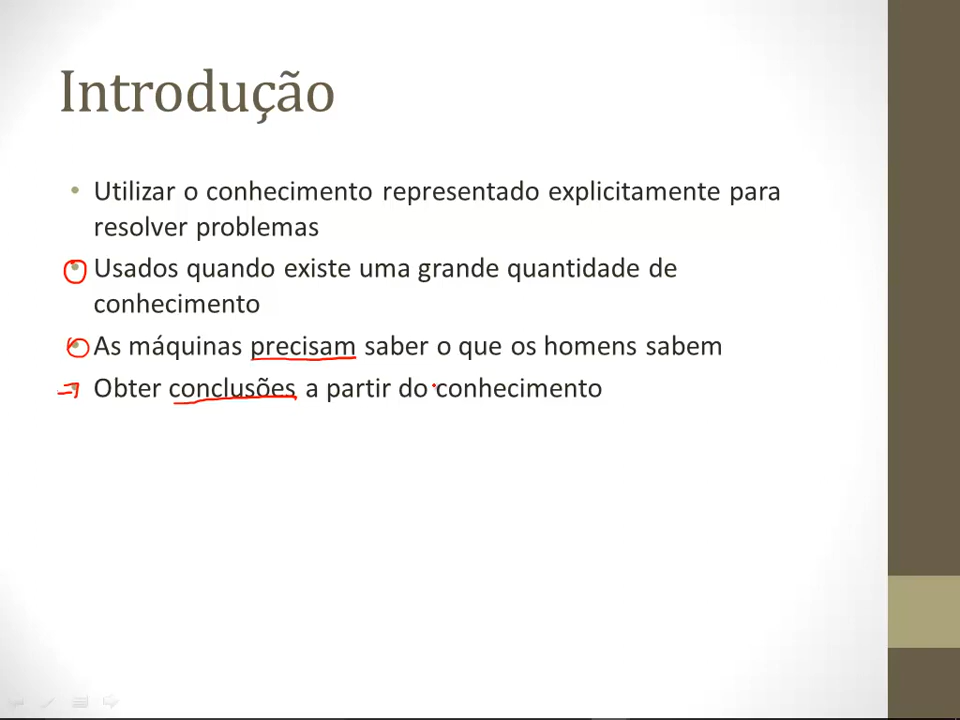 Introdução
• Utilizar o conhecimento representado explicitamente para
resolver problemas
• Usados quando existe uma grande quantidade de
conhecimento
• As máquinas precisam saber o que os homens sabem
• Obter conclusões a partir do conhecimento